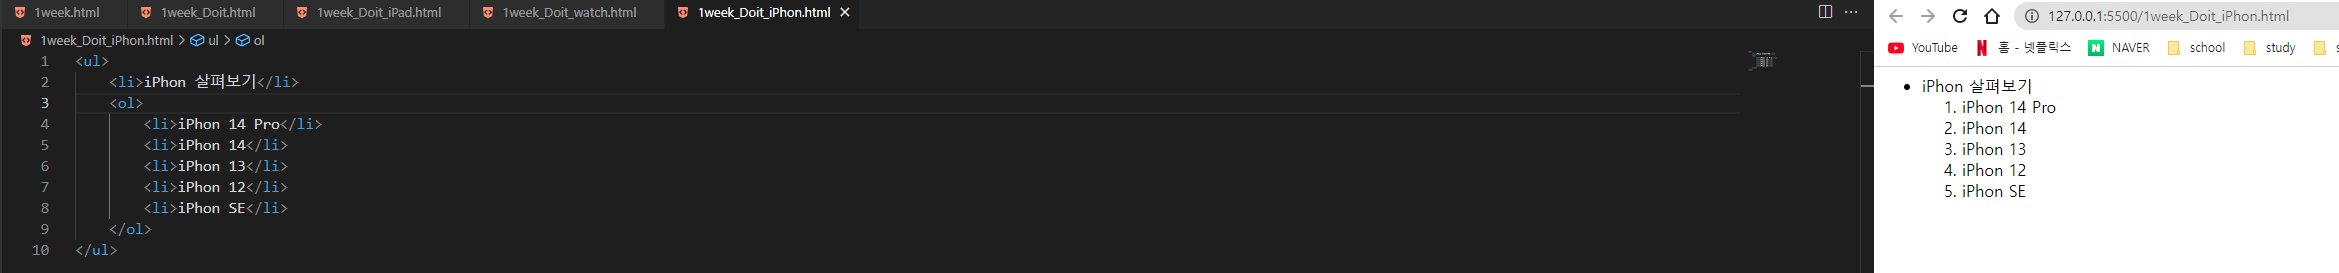 1week.html 1week_Doit.html 1week_Doit_iPad.html 1week_Doit_watch.html 1week_Doit_iPhon.html
1week_Doit_iPhon.html > ul > ol
1 <ul>
2 <li>iPhon 살펴보기</li>
3 <ol>
4 <li>iPhon 14 Pro</li>
5 <li>iPhon 14</li>
6 <li>iPhon 13</li>
7 <li>iPhon 12</li>
8 <li>iPhon SE</li>
9 </ol>
10 </ul>
127.0.0.1:5500/1week_Doit_iPhon.html
YouTube 홈 - 넷플릭스 NAVER school study s
• iPhon 살펴보기
1. iPhon 14 Pro
2. iPhon 14
3. iPhon 13
4. iPhon 12
5. iPhon SE